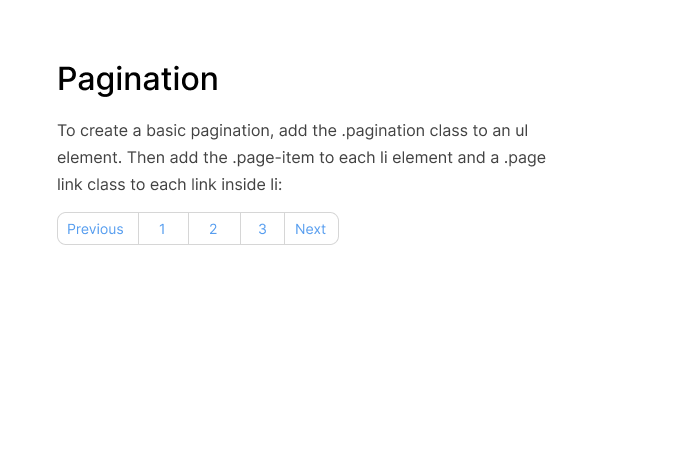 Pagination
To create a basic pagination, add the .pagination class to an ul
element. Then add the .page-item to each li element and a .page
link class to each link inside li:
Previous 1 2 3 Next